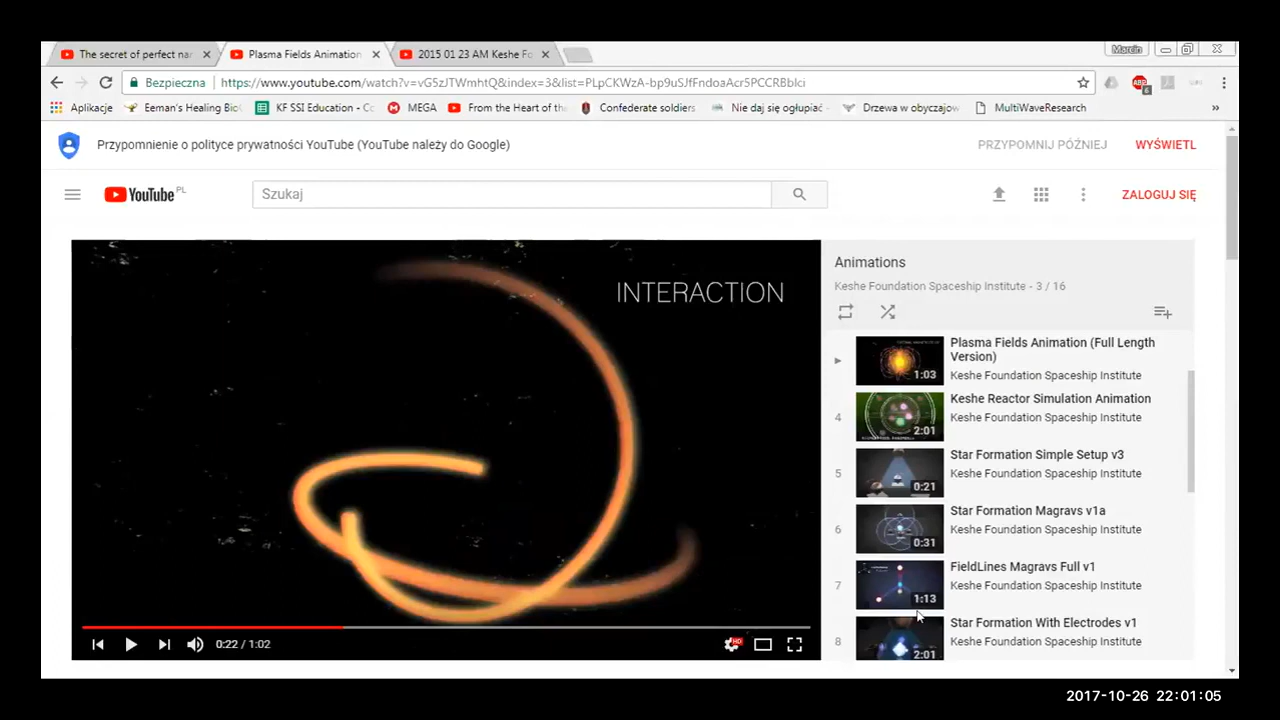 The secret of perfect nar
Plasma Fields Animation
2015 01 23 AM Keshe Fo
Marcin
Bezpieczna
https://www.youtube.com/watch?v=vG5zJTWmhtQ&index=3&list=PLpCKWzA-bp9uSJfFndoaAcr5PCCRBbIci
Aplikacje
Eeman's Healing Bio
KF SSI Education - Co
MEGA
From the Heart of the
Confederate soldiers
Nie daj się ogłupiać -
Drzewa w obyczajow
MultiWaveResearch
»
Przypomnienie o polityce prywatności YouTube (YouTube należy do Google)
PRZYPOMNIJ PÓŹNIEJ
WYŚWIETL
YouTube PL
Szukaj
ZALOGUJ SIĘ
INTERACTION
0:22 / 1:02
HD
Animations
Keshe Foundation Spaceship Institute - 3 / 16
Plasma Fields Animation (Full Length
Version)
Keshe Foundation Spaceship Institute
1:03
4
Keshe Reactor Simulation Animation
Keshe Foundation Spaceship Institute
2:01
5
Star Formation Simple Setup v3
Keshe Foundation Spaceship Institute
0:21
6
Star Formation Magravs v1a
Keshe Foundation Spaceship Institute
0:31
7
FieldLines Magravs Full v1
Keshe Foundation Spaceship Institute
1:13
8
Star Formation With Electrodes v1
Keshe Foundation Spaceship Institute
2:01
2017-10-26 22:01:05